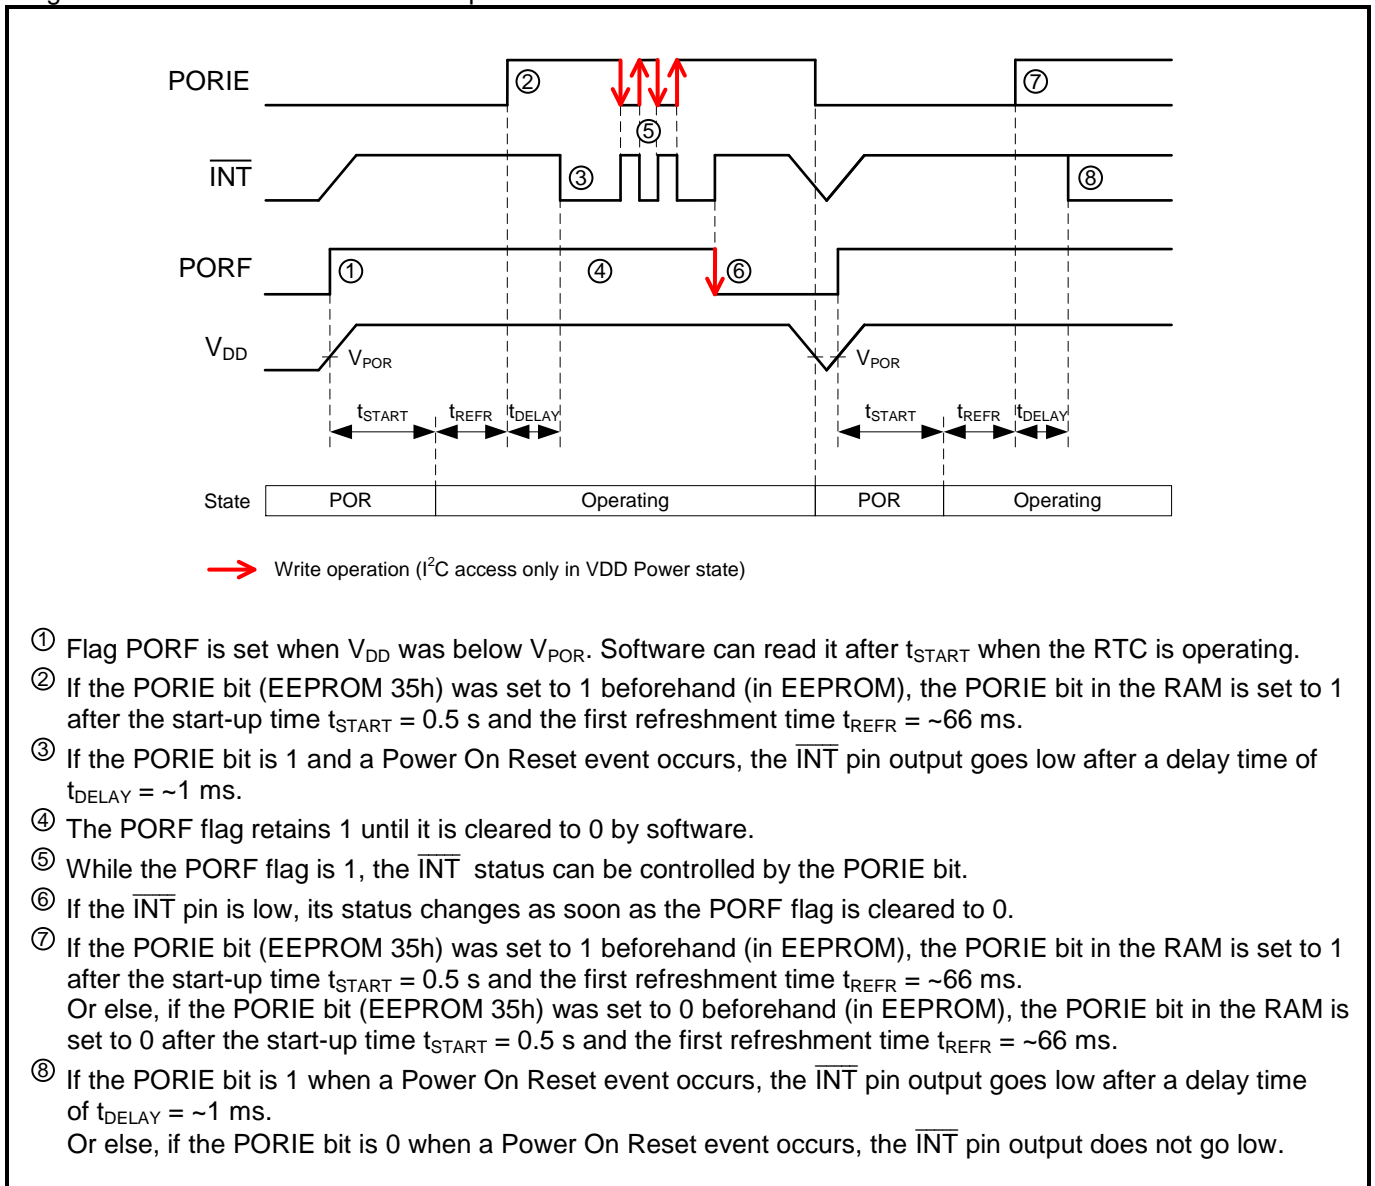 PORIE
② ⑦
⑤
INT
③ ⑧
PORF
① ④ ⑥
VDD
VPOR VPOR
tSTART tREFR tDELAY tSTART tREFR tDELAY
State POR Operating POR Operating
Write operation (I²C access only in VDD Power state)
① Flag PORF is set when VDD was below VPOR. Software can read it after tSTART when the RTC is operating.
② If the PORIE bit (EEPROM 35h) was set to 1 beforehand (in EEPROM), the PORIE bit in the RAM is set to 1
after the start-up time tSTART = 0.5 s and the first refreshment time tREFR = ~66 ms.
③ If the PORIE bit is 1 and a Power On Reset event occurs, the INT pin output goes low after a delay time of
tDELAY = ~1 ms.
④ The PORF flag retains 1 until it is cleared to 0 by software.
⑤ While the PORF flag is 1, the INT status can be controlled by the PORIE bit.
⑥ If the INT pin is low, its status changes as soon as the PORF flag is cleared to 0.
⑦ If the PORIE bit (EEPROM 35h) was set to 1 beforehand (in EEPROM), the PORIE bit in the RAM is set to 1
after the start-up time tSTART = 0.5 s and the first refreshment time tREFR = ~66 ms.
Or else, if the PORIE bit (EEPROM 35h) was set to 0 beforehand (in EEPROM), the PORIE bit in the RAM is
set to 0 after the start-up time tSTART = 0.5 s and the first refreshment time tREFR = ~66 ms.
⑧ If the PORIE bit is 1 when a Power On Reset event occurs, the INT pin output goes low after a delay time
of tDELAY = ~1 ms.
Or else, if the PORIE bit is 0 when a Power On Reset event occurs, the INT pin output does not go low.